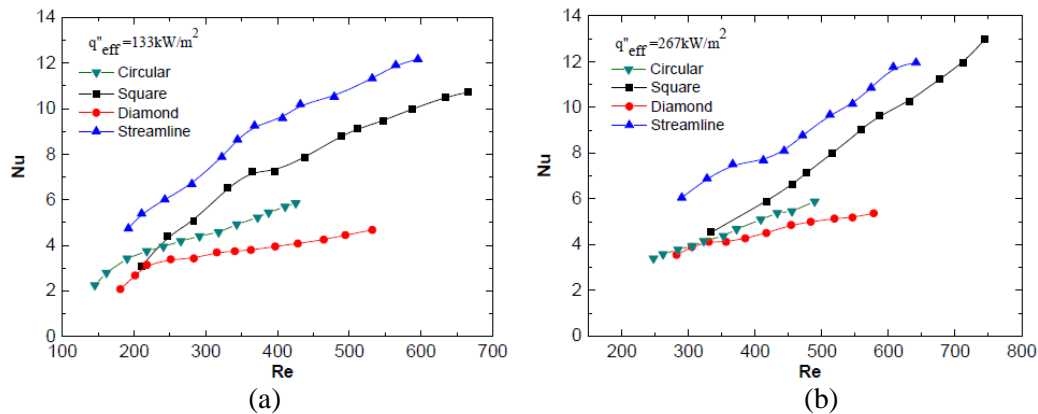 14
12
10
8
6
4
2
0
Nu
q"eff =133kW/m2
Circular
Square
Diamond
Streamline
100 200 300 400 500 600 700
Re
(a)
14
12
10
8
6
4
2
0
Nu
q"eff =267kW/m2
Circular
Square
Diamond
Streamline
200 300 400 500 600 700 800
Re
(b)